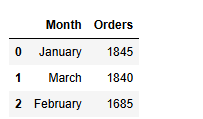 Month Orders
0 January 1845
1 March 1840
2 February 1685